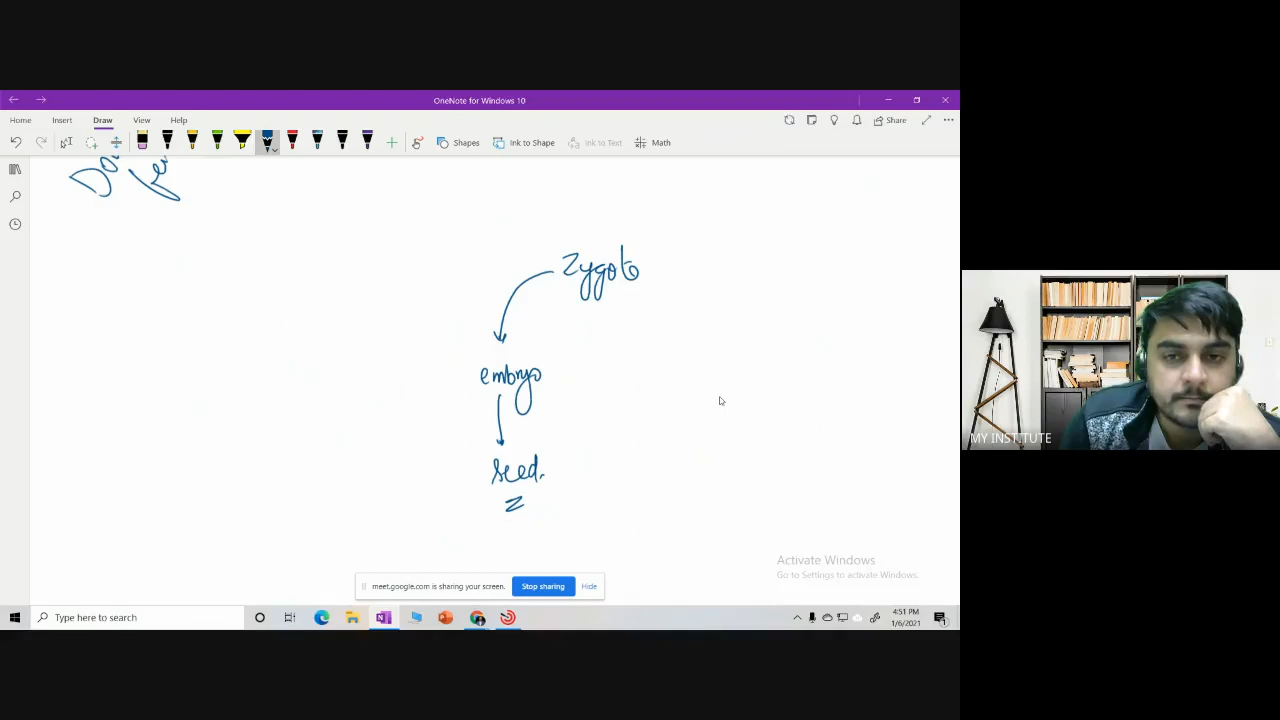 OneNote for Windows 10
Home Insert Draw View Help
Share
Shapes Ink to Shape Ink to Text Math
Zygote
embryo
seed.
MY INSTITUTE
Activate Windows
Go to Settings to activate Windows.
meet.google.com is sharing your screen. Stop sharing Hide
Type here to search
4:51 PM
1/6/2021